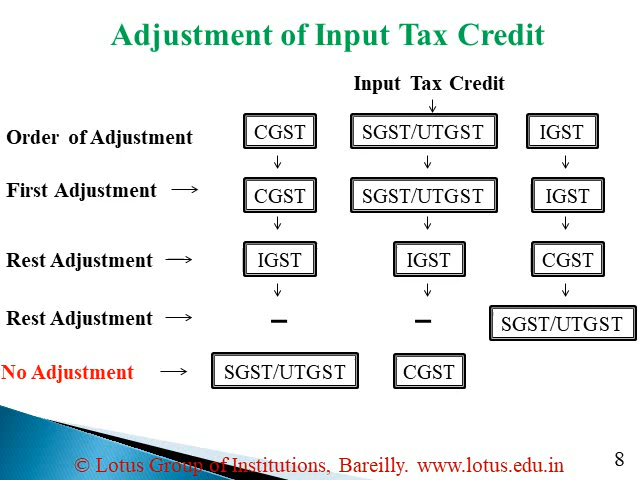 Adjustment of Input Tax Credit
Input Tax Credit
Order of Adjustment CGST SGST/UTGST IGST
First Adjustment CGST SGST/UTGST IGST
Rest Adjustment IGST IGST CGST
Rest Adjustment – – SGST/UTGST
No Adjustment SGST/UTGST CGST
© Lotus Group of Institutions, Bareilly. www.lotus.edu.in
8